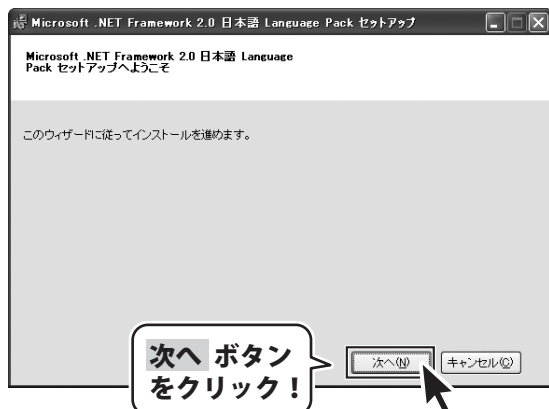 Microsoft .NET Framework 2.0 日本語 Language Pack セットアップ
Microsoft .NET Framework 2.0 日本語 Language
Pack セットアップへようこそ
このウィザードに従ってインストールを進めます。
次へ ボタン
をクリック！
次へ(N)
キャンセル(C)